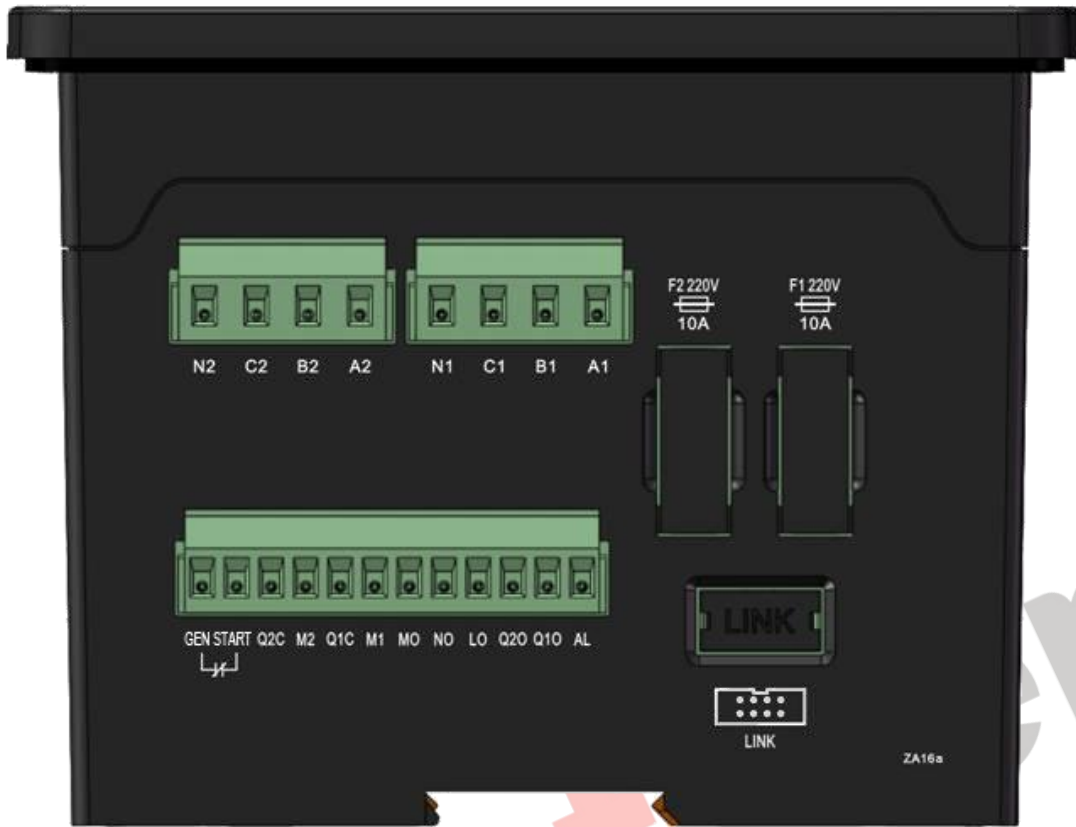 F2 220V
10A
F1 220V
10A
N2 C2 B2 A2
N1 C1 B1 A1
GEN START Q2C M2 Q1C M1 MO NO LO Q2O Q1O AL
LINK
LINK
ZA16a